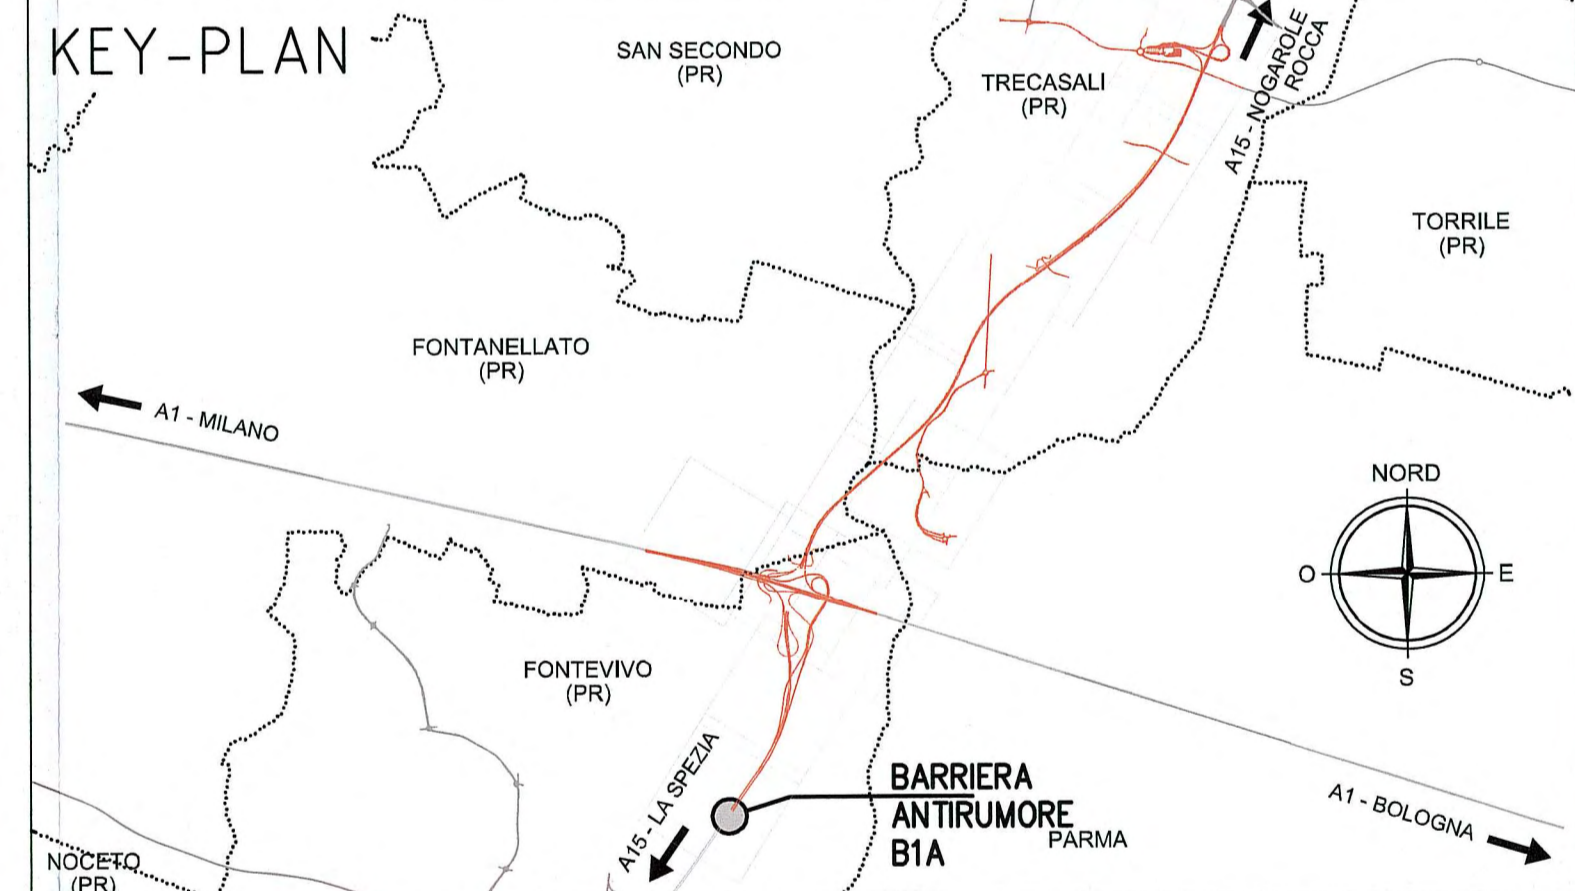 KEY-PLAN
SAN SECONDO
(PR)
TRECASALI
(PR)
A15 - NOGAROLE
ROCCA
TORRILE
(PR)
FONTANELLATO
(PR)
A1 - MILANO
NORD
O
E
S
FONTEVIVO
(PR)
A15 - LA SPEZIA
BARRIERA
ANTIRUMORE
B1A
PARMA
A1 - BOLOGNA
NOCETO
(PR)